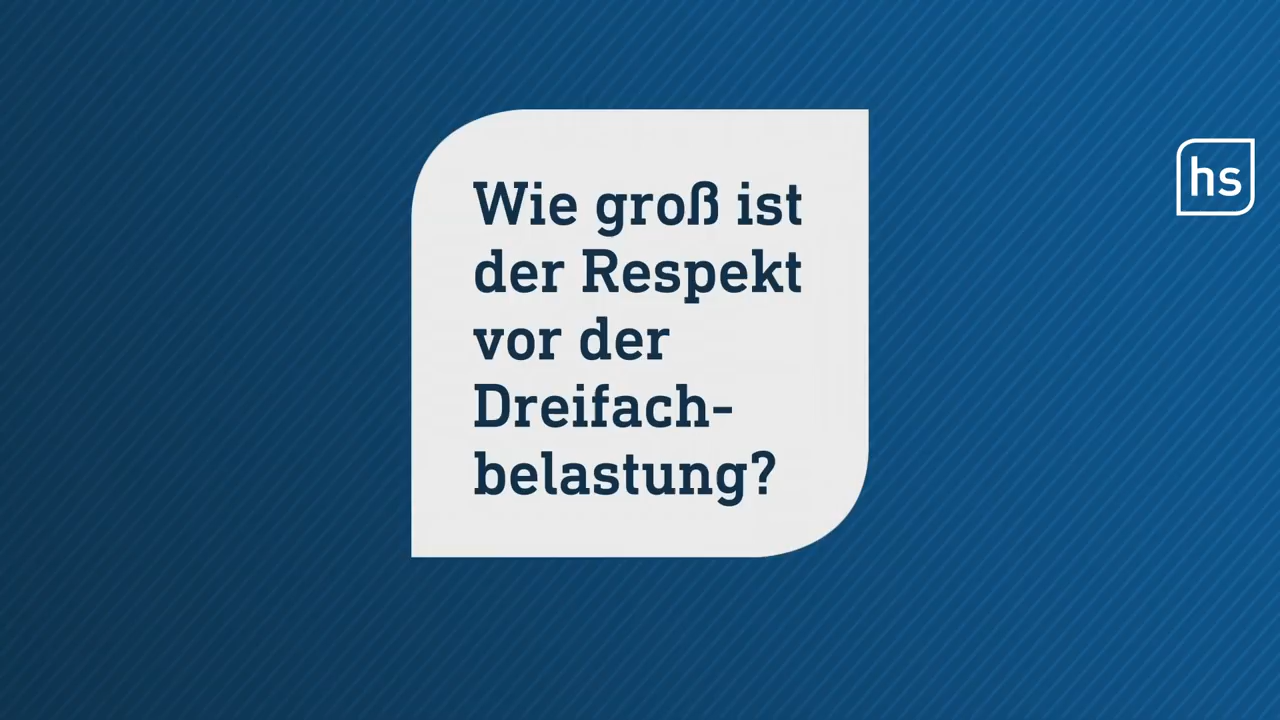 Wie groß ist
der Respekt
vor der
Dreifach-
belastung?
hs